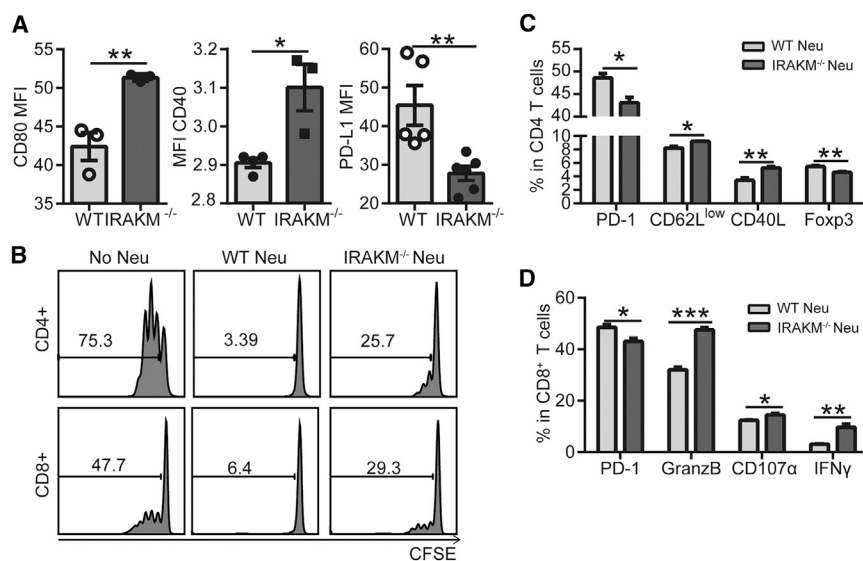 A
CD80 MFI
50
45
40
35
**
WT IRAKM-/-
MFI CD40
3.2
3.1
3.0
2.9
2.8
*
WT IRAKM-/-
PD-L1 MFI
60
50
40
30
20
**
WT IRAKM-/-
B
No Neu WT Neu IRAKM-/- Neu
CD4+
75.3 3.39 25.7
CD8+
47.7 6.4 29.3
CFSE
C
WT Neu
IRAKM-/- Neu
% in CD4 T cells
55
50
45
40
35
8
6
4
2
0
* * ** **
PD-1 CD62Llow CD40L Foxp3
D
WT Neu
IRAKM-/- Neu
% in CD8+ T cells
60
40
20
0
* *** * **
PD-1 GranzB CD107α IFNγ